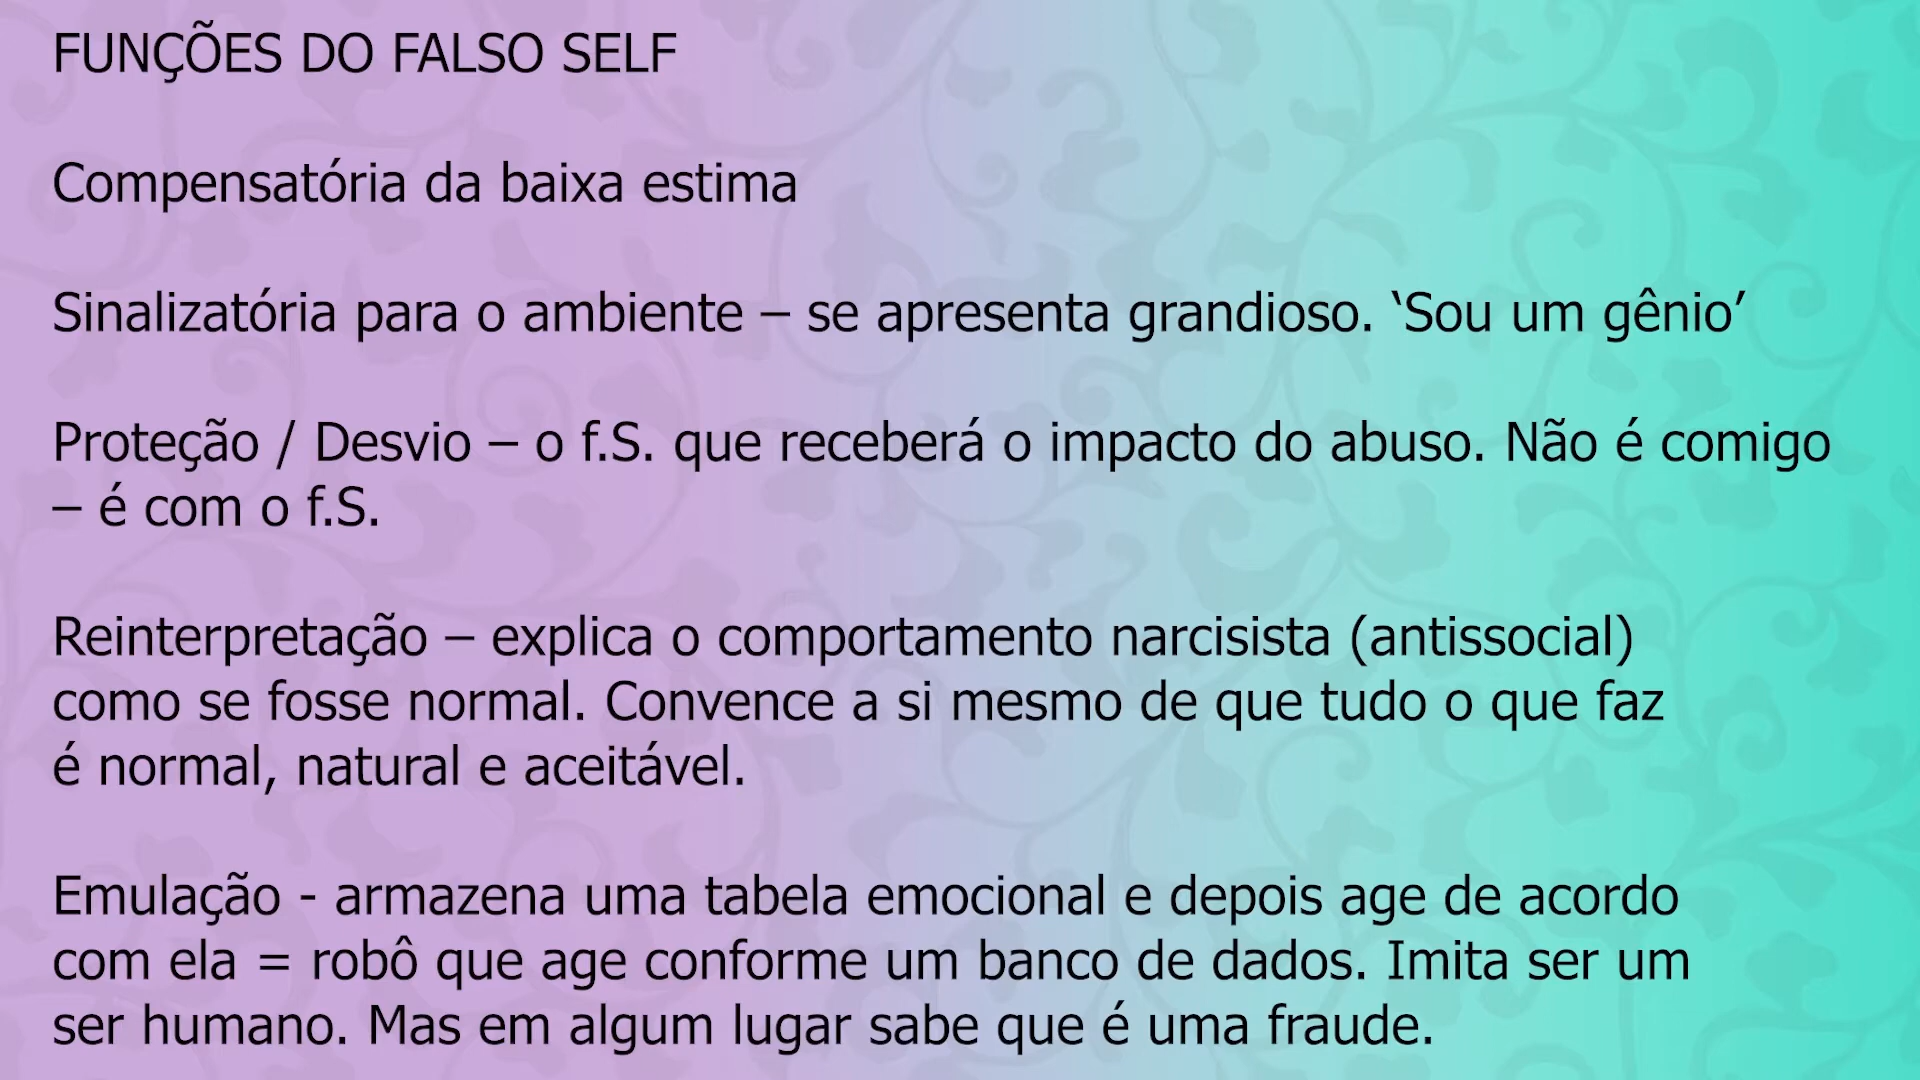 FUNÇÕES DO FALSO SELF
Compensatória da baixa estima
Sinalizatória para o ambiente – se apresenta grandioso. ‘Sou um gênio’
Proteção / Desvio – o f.S. que receberá o impacto do abuso. Não é comigo
– é com o f.S.
Reinterpretação – explica o comportamento narcisista (antissocial)
como se fosse normal. Convence a si mesmo de que tudo o que faz
é normal, natural e aceitável.
Emulação - armazena uma tabela emocional e depois age de acordo
com ela = robô que age conforme um banco de dados. Imita ser um
ser humano. Mas em algum lugar sabe que é uma fraude.